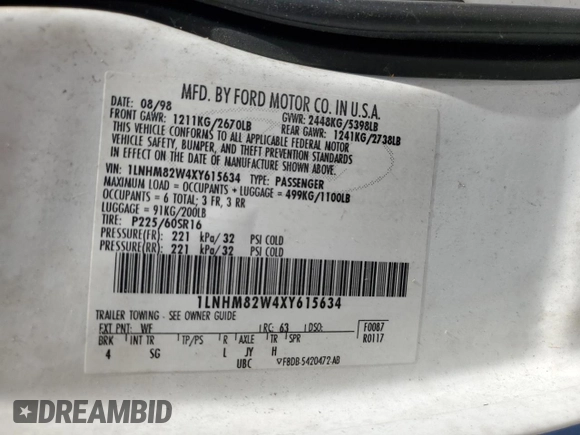 MFD. BY FORD MOTOR CO. IN U.S.A.
DATE: 08/98 GVWR: 2448KG/5398LB
FRONT GAWR: 1211KG/2670LB REAR GAWR: 1241KG/2738LB
THIS VEHICLE CONFORMS TO ALL APPLICABLE FEDERAL MOTOR
VEHICLE SAFETY, BUMPER, AND THEFT PREVENTION STANDARDS
IN EFFECT ON THE DATE OF MANUFACTURE SHOWN ABOVE
VIN: 1LNHM82W4XY615634 TYPE: PASSENGER
MAXIMUM LOAD = OCCUPANTS + LUGGAGE = 499KG/1100LB
OCCUPANTS = 6 TOTAL; 3 FR, 3 RR
LUGGAGE = 91KG/200LB
TIRE: P225/60SR16
PRESSURE(FR): 221 kPa/32 PSI COLD
PRESSURE(RR): 221 kPa/32 PSI COLD
1LNHM82W4XY615634
TRAILER TOWING - SEE OWNER GUIDE
EXT PNT: WF RC: 63 DSO: F0087
BRK INT TR TP/PS R AXLE TR SPR R0117
4 SG L JY H
UBC F8DB-5420472-AB
DREAMBID